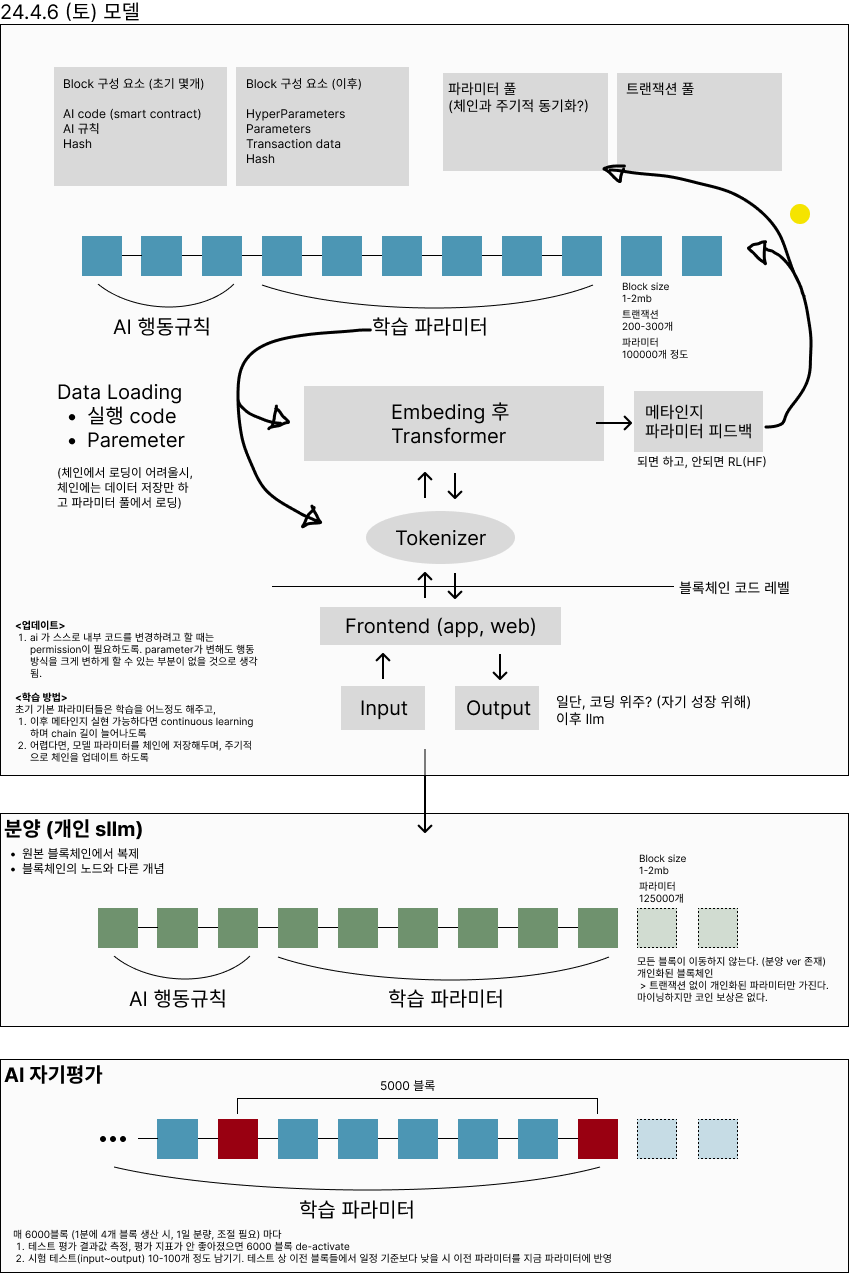 24.4.6 (토) 모델
Block 구성 요소 (초기 몇개)
AI code (smart contract)
AI 규칙
Hash
Block 구성 요소 (이후)
HyperParameters
Parameters
Transaction data
Hash
파라미터 풀
(체인과 주기적 동기화?)
트랜잭션 풀
Block size
1-2mb
트랜잭션
200-300개
파라미터
100000개 정도
AI 행동규칙
학습 파라미터
Data Loading
• 실행 code
• Paremeter
(체인에서 로딩이 어려울시,
체인에는 데이터 저장만 하
고 파라미터 풀에서 로딩)
Embeding 후
Transformer
메타인지
파라미터 피드백
되면 하고, 안되면 RL(HF)
Tokenizer
블록체인 코드 레벨
Frontend (app, web)
Input
Output
일단, 코딩 위주? (자기 성장 위해)
이후 llm
<업데이트>
1. ai 가 스스로 내부 코드를 변경하려고 할 때는
permission이 필요하도록. parameter가 변해도 행동
방식을 크게 변하게 할 수 있는 부분이 없을 것으로 생각
됨.
<학습 방법>
초기 기본 파라미터들은 학습을 어느정도 해주고,
1. 이후 메타인지 실현 가능하다면 continuous learning
하며 chain 길이 늘어나도록
2. 어렵다면, 모델 파라미터를 체인에 저장해두며, 주기적
으로 체인을 업데이트 하도록
분양 (개인 sllm)
• 원본 블록체인에서 복제
• 블록체인의 노드와 다른 개념
Block size
1-2mb
파라미터
125000개
AI 행동규칙
학습 파라미터
모든 블록이 이동하지 않는다. (분양 ver 존재)
개인화된 블록체인
> 트랜잭션 없이 개인화된 파라미터만 가진다.
마이닝하지만 코인 보상은 없다.
AI 자기평가
5000 블록
학습 파라미터
매 6000블록 (1분에 4개 블록 생산 시, 1일 분량, 조절 필요) 마다
1. 테스트 평가 결과값 측정, 평가 지표가 안 좋아졌으면 6000 블록 de-activate
2. 시험 테스트(input~output) 10-100개 정도 남기기. 테스트 상 이전 블록들에서 일정 기준보다 낮을 시 이전 파라미터를 지금 파라미터에 반영